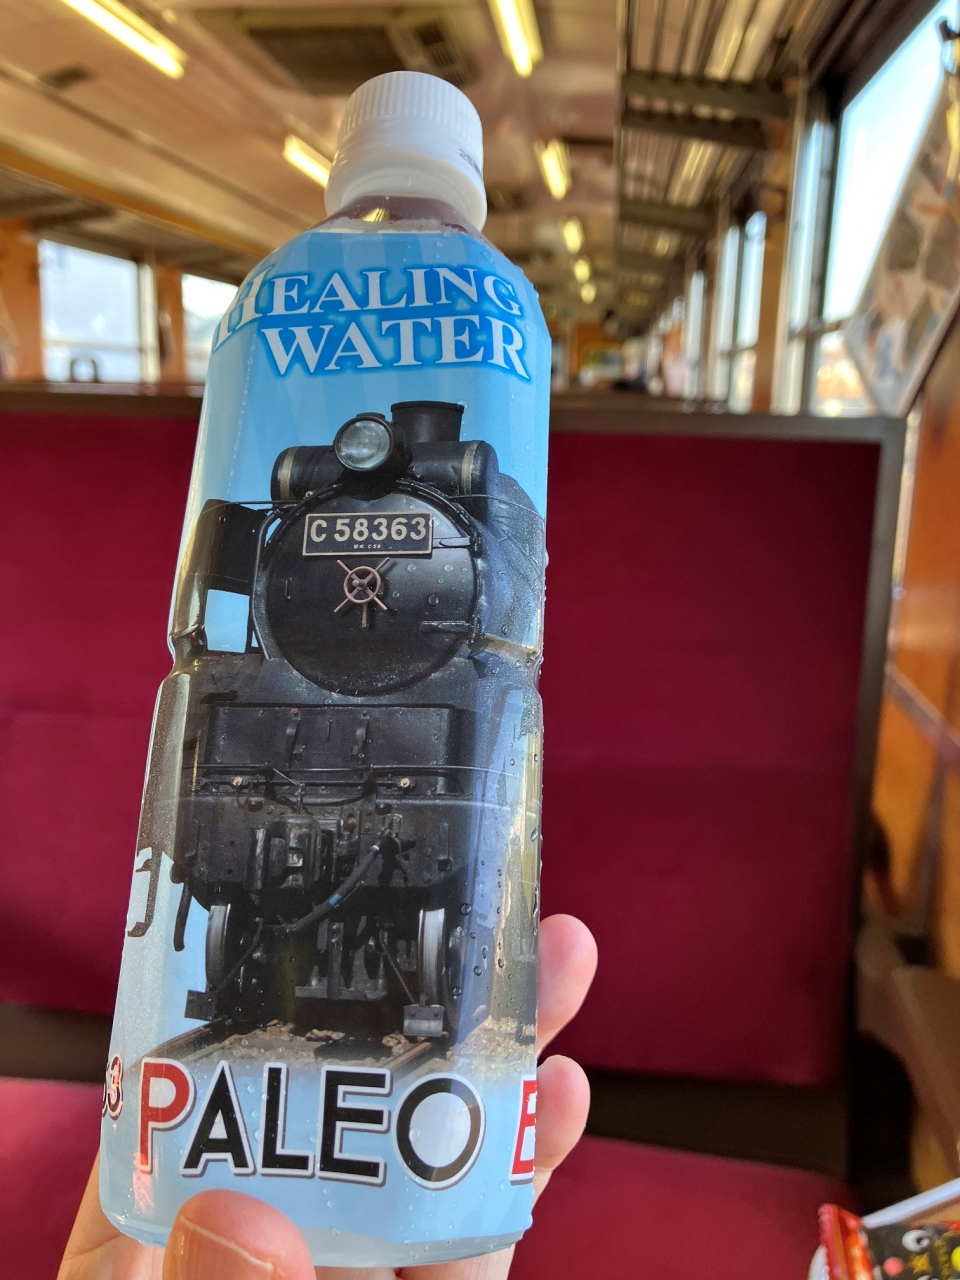 HEALING
WATER
C58363
PALEO E